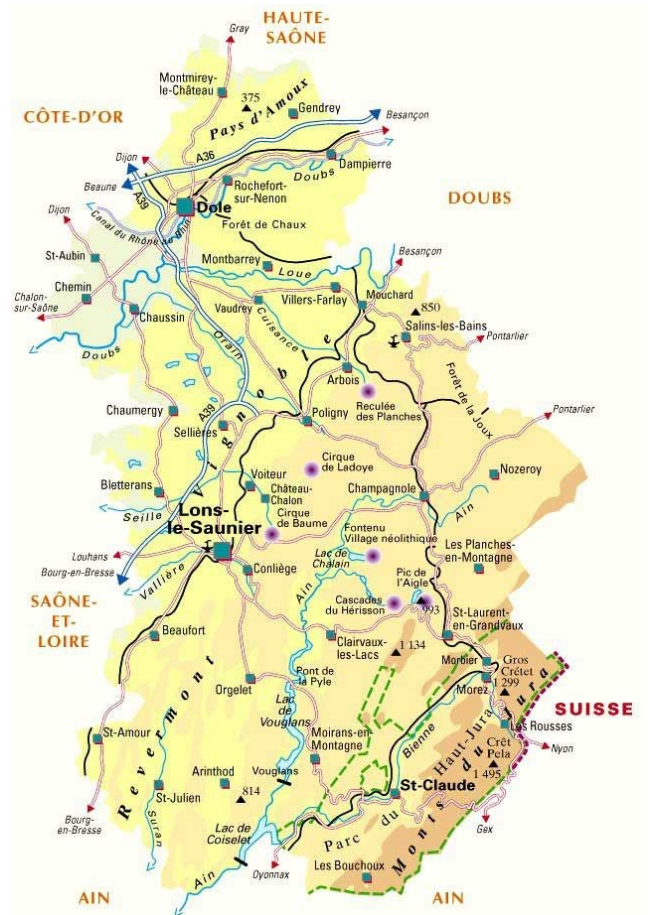 HAUTE-
SAÔNE
Gray
Montmirey-
le-Château
375
Gendrey
Pays d'Amoux
CÔTE-D'OR
Besançon
A36
Dijon
Dampierre
Doubs
Beaune
A39
Rochefort-
sur-Nenon
DOUBS
Dole
Dijon
Canal du Rhône au Rhin
Forêt de Chaux
St-Aubin
Montbarrey
Besançon
Loue
Chemin
Villers-Farlay
Mouchard
Chalon-
sur-Saône
Vaudrey
850
Chaussin
Cuisance
Salins-les-Bains
Doubs
Orain
Pontarlier
Vignoble
Arbois
Forêt de la Joux
Reculée
des Planches
Chaumergy
A39
Poligny
Pontarlier
Sellières
Cirque
de Ladoye
Nozeroy
Bletterans
Voiteur
Château-
Chalon
Champagnole
Seille
Lons-
le-Saunier
Cirque
de Baume
Ain
Fontenu
Village néolithique
Les Planches-
en-Montagne
Louhans
Lac de
Chalain
Bourg-en-Bresse
Conliège
Pic de
l'Aigle
Vallière
Ain
Cascades
du Hérisson
993
SAÔNE-
ET-
LOIRE
St-Laurent-
en-Grandvaux
Beaufort
Clairvaux-
les-Lacs
1 134
Morbier
Gros
Crétet
Pont de
la Pyle
Morez
1 299
Orgelet
SUISSE
Lac de
Vouglans
Les Rousses
Revermont
Moirans-en-
Montagne
Bienne
Haut-Jura
Nyon
St-Amour
Crêt
Pela
1 495
Arinthod
Vouglans
St-Claude
814
St-Julien
Bourg-
en-Bresse
Suran
Gex
Lac de
Coiselet
Parc du
Monts du Jura
Les Bouchoux
Oyonnax
Ain
AIN
AIN